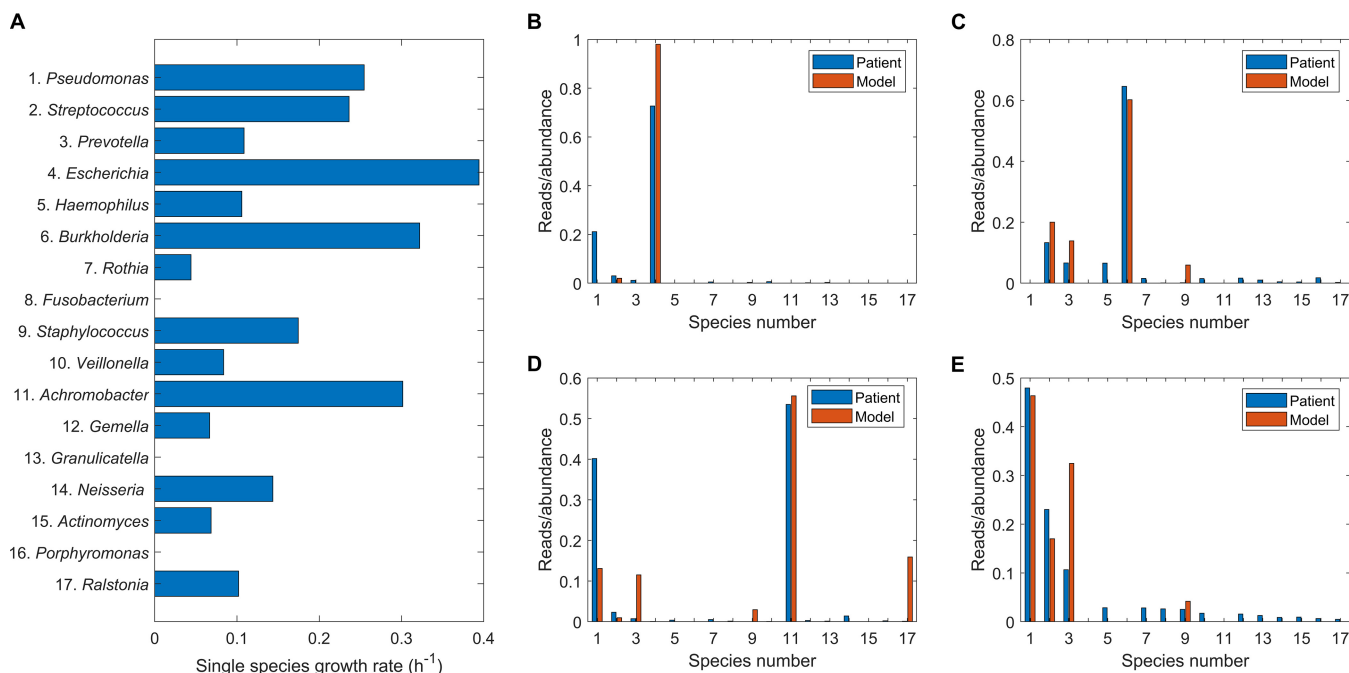 A
1. Pseudomonas
2. Streptococcus
3. Prevotella
4. Escherichia
5. Haemophilus
6. Burkholderia
7. Rothia
8. Fusobacterium
9. Staphylococcus
10. Veillonella
11. Achromobacter
12. Gemella
13. Granulicatella
14. Neisseria
15. Actinomyces
16. Porphyromonas
17. Ralstonia
0 0.1 0.2 0.3 0.4
Single species growth rate (h⁻¹)
B
Reads/abundance
1
0.8
0.6
0.4
0.2
0
Patient
Model
1 3 5 7 9 11 13 15 17
Species number
C
Reads/abundance
0.8
0.6
0.4
0.2
0
Patient
Model
1 3 5 7 9 11 13 15 17
Species number
D
Reads/abundance
0.6
0.5
0.4
0.3
0.2
0.1
0
Patient
Model
1 3 5 7 9 11 13 15 17
Species number
E
Reads/abundance
0.5
0.4
0.3
0.2
0.1
0
Patient
Model
1 3 5 7 9 11 13 15 17
Species number